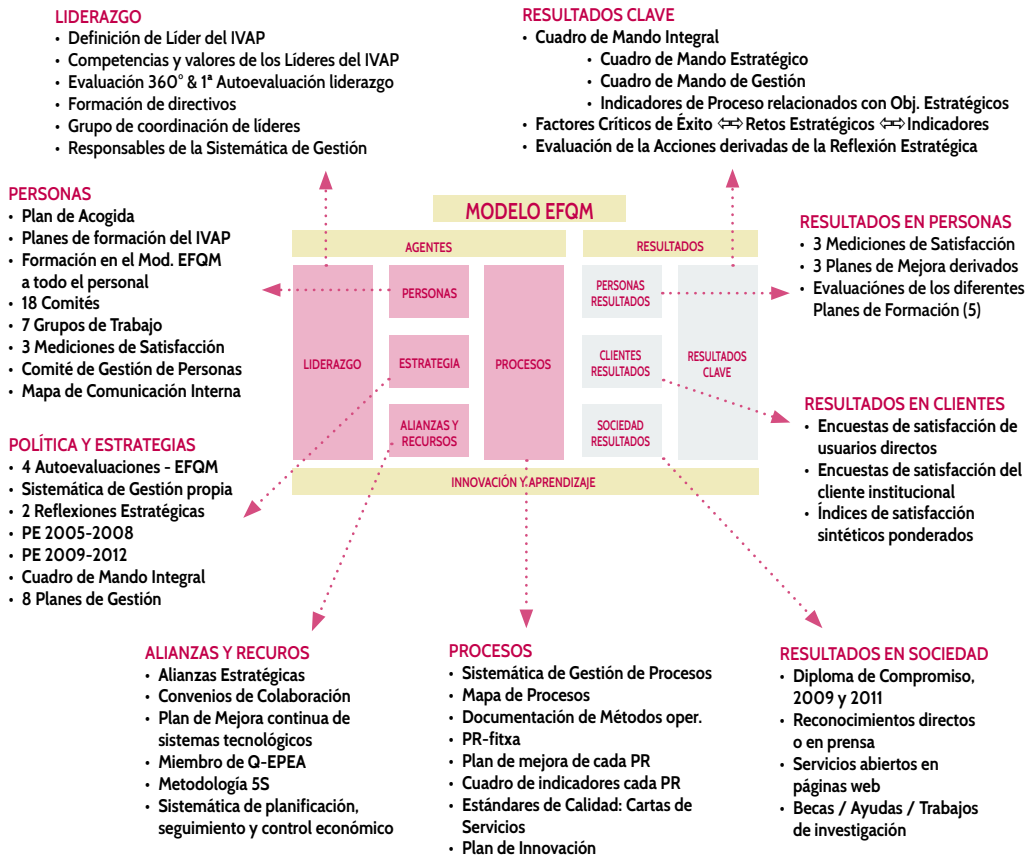 LIDERAZGO
• Definición de Líder del IVAP
• Competencias y valores de los Líderes del IVAP
• Evaluación 360° & 1ª Autoevaluación liderazgo
• Formación de directivos
• Grupo de coordinación de líderes
• Responsables de la Sistemática de Gestión
RESULTADOS CLAVE
• Cuadro de Mando Integral
• Cuadro de Mando Estratégico
• Cuadro de Mando de Gestión
• Indicadores de Proceso relacionados con Obj. Estratégicos
• Factores Críticos de Éxito ⇔ Retos Estratégicos ⇔ Indicadores
• Evaluación de la Acciones derivadas de la Reflexión Estratégica
PERSONAS
• Plan de Acogida
• Planes de formación del IVAP
• Formación en el Mod. EFQM
a todo el personal
• 18 Comités
• 7 Grupos de Trabajo
• 3 Mediciones de Satisfacción
• Comité de Gestión de Personas
• Mapa de Comunicación Interna
POLÍTICA Y ESTRATEGIAS
• 4 Autoevaluaciones - EFQM
• Sistemática de Gestión propia
• 2 Reflexiones Estratégicas
• PE 2005-2008
• PE 2009-2012
• Cuadro de Mando Integral
• 8 Planes de Gestión
MODELO EFQM
AGENTES
RESULTADOS
LIDERAZGO
PERSONAS
ESTRATEGIA
ALIANZAS Y
RECURSOS
PROCESOS
PERSONAS
RESULTADOS
CLIENTES
RESULTADOS
SOCIEDAD
RESULTADOS
RESULTADOS
CLAVE
INNOVACIÓN Y APRENDIZAJE
RESULTADOS EN PERSONAS
• 3 Mediciones de Satisfacción
• 3 Planes de Mejora derivados
• Evaluaciónes de los diferentes
Planes de Formación (5)
RESULTADOS EN CLIENTES
• Encuestas de satisfacción de
usuarios directos
• Encuestas de satisfacción del
cliente institucional
• Índices de satisfacción
sintéticos ponderados
ALIANZAS Y RECUROS
• Alianzas Estratégicas
• Convenios de Colaboración
• Plan de Mejora continua de
sistemas tecnológicos
• Miembro de Q-EPEA
• Metodología 5S
• Sistemática de planificación,
seguimiento y control económico
PROCESOS
• Sistemática de Gestión de Procesos
• Mapa de Procesos
• Documentación de Métodos oper.
• PR-fitxa
• Plan de mejora de cada PR
• Cuadro de indicadores cada PR
• Estándares de Calidad: Cartas de
Servicios
• Plan de Innovación
RESULTADOS EN SOCIEDAD
• Diploma de Compromiso,
2009 y 2011
• Reconocimientos directos
o en prensa
• Servicios abiertos en
páginas web
• Becas / Ayudas / Trabajos
de investigación